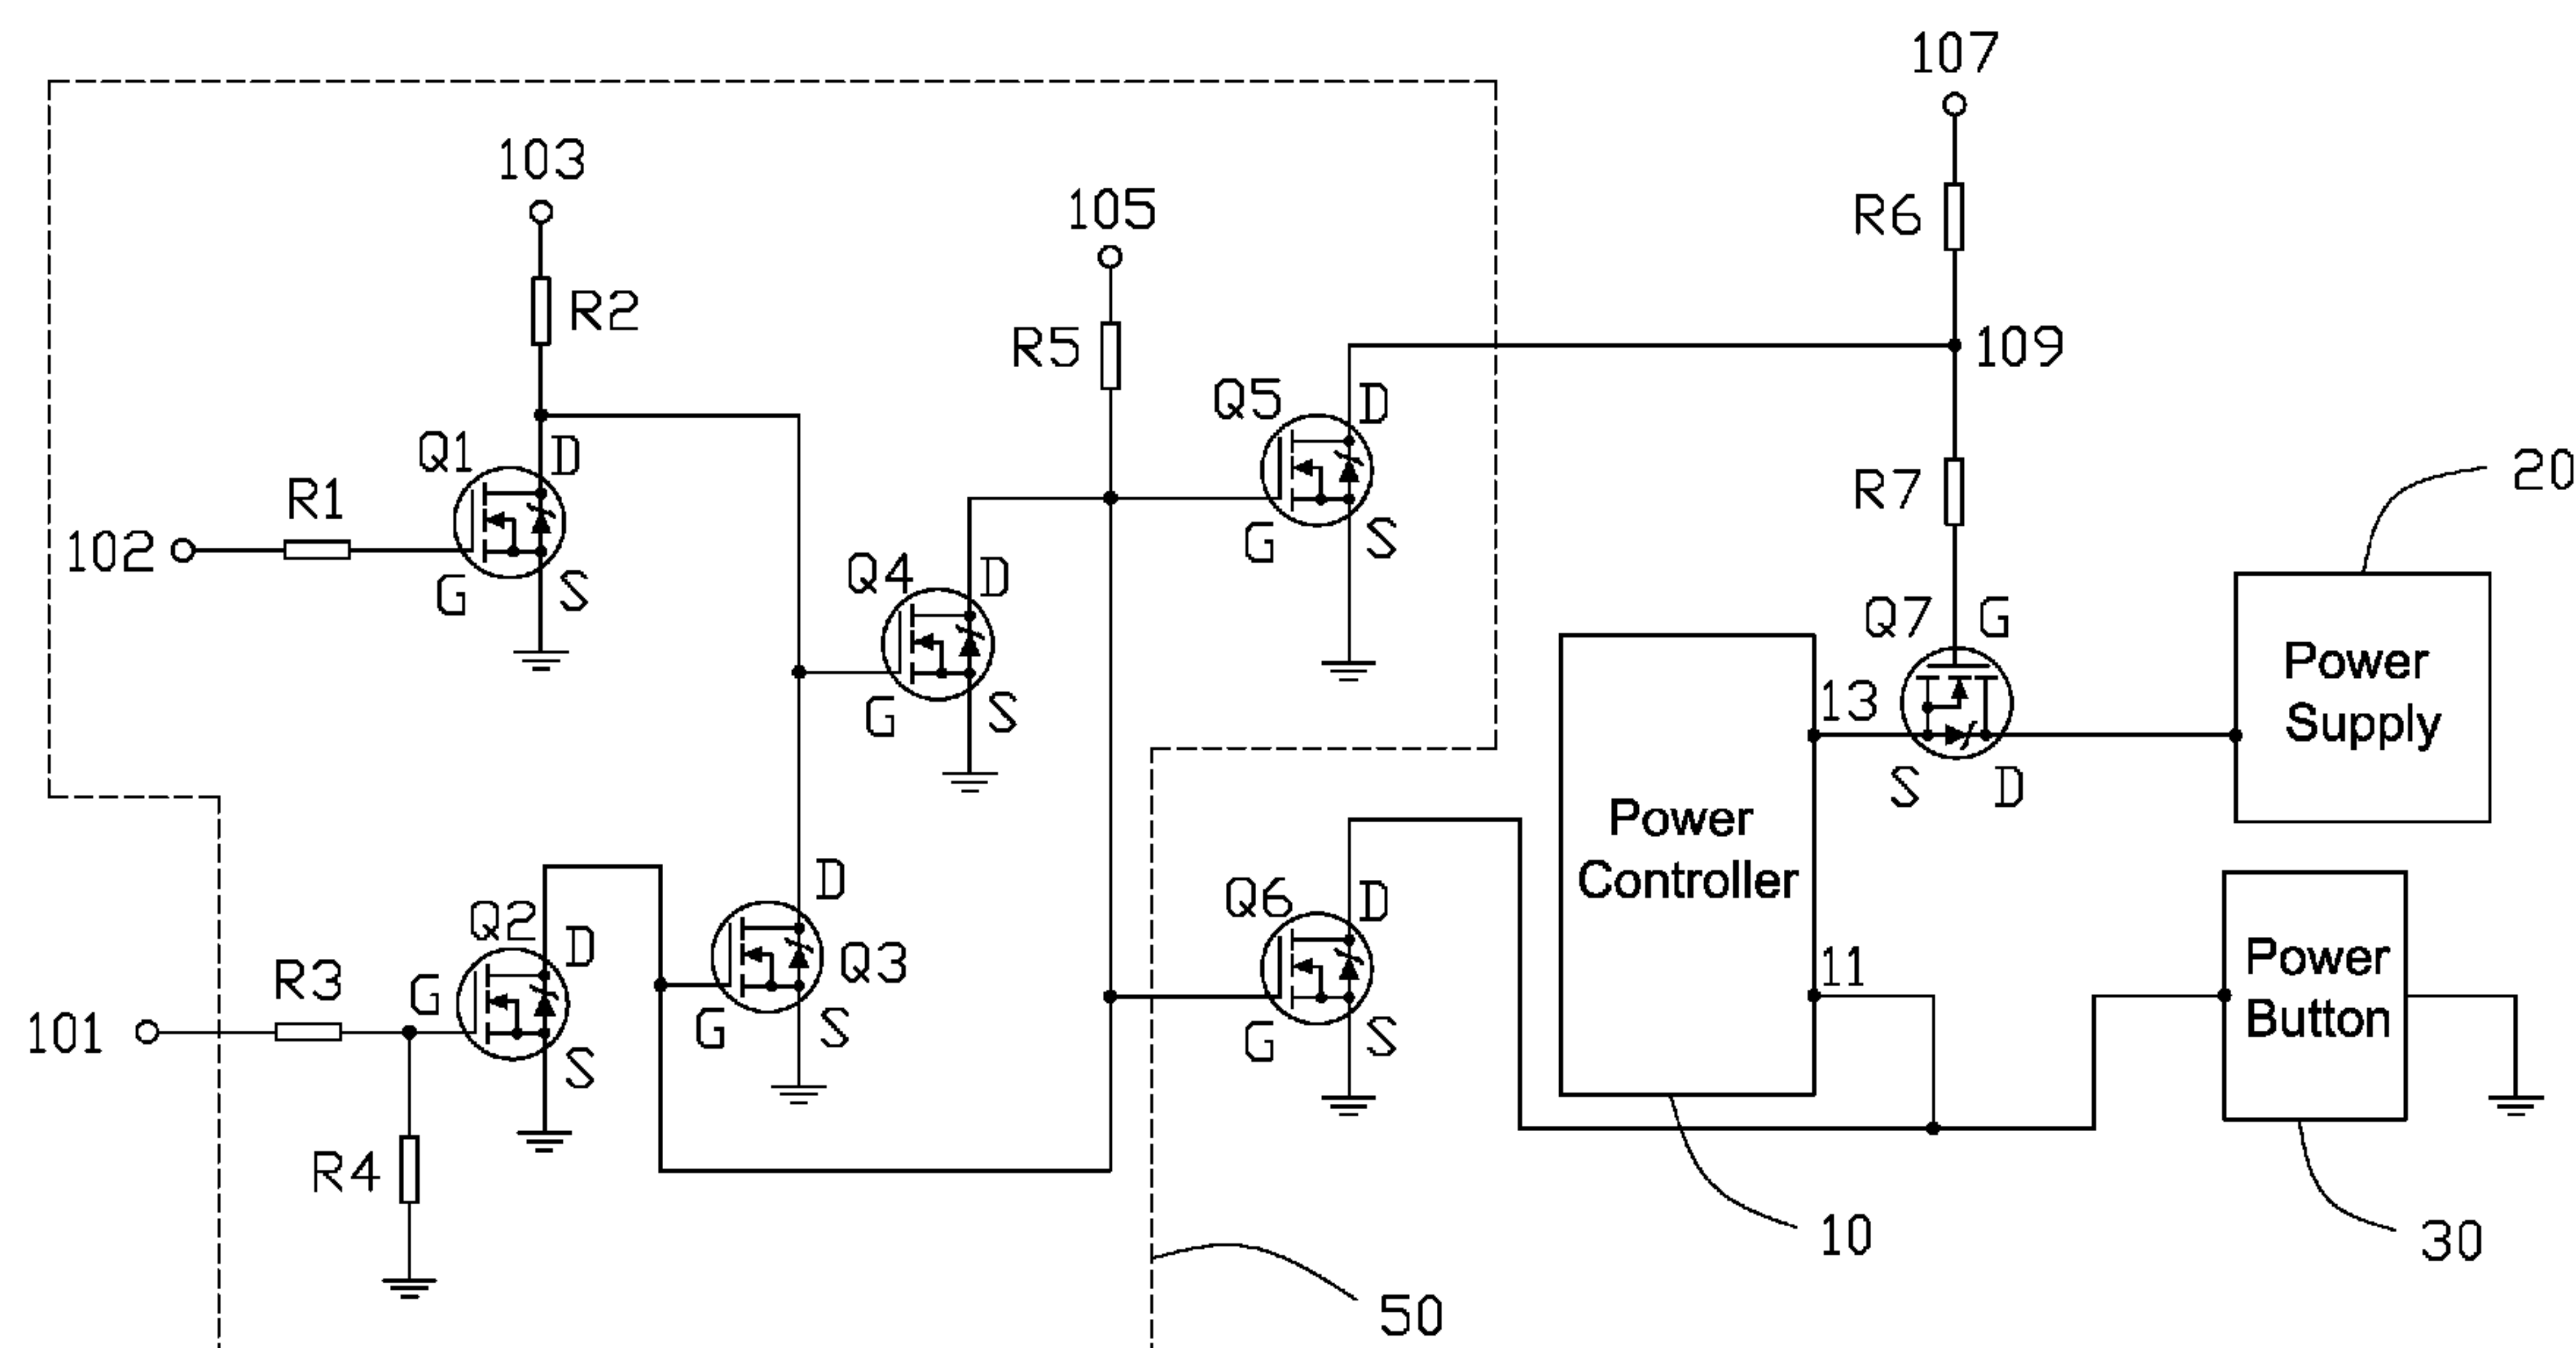 107
103
105
R6
R2
R5
109
Q5
D
Q1
D
R1
R7
20
102
G
S
Q4
D
G
S
Q7
G
Power
Supply
13
G
S
S
D
Power
Controller
D
Q6
D
Q2
D
Q3
R3
G
11
Power
Button
101
G
S
G
S
S
R4
10
30
50